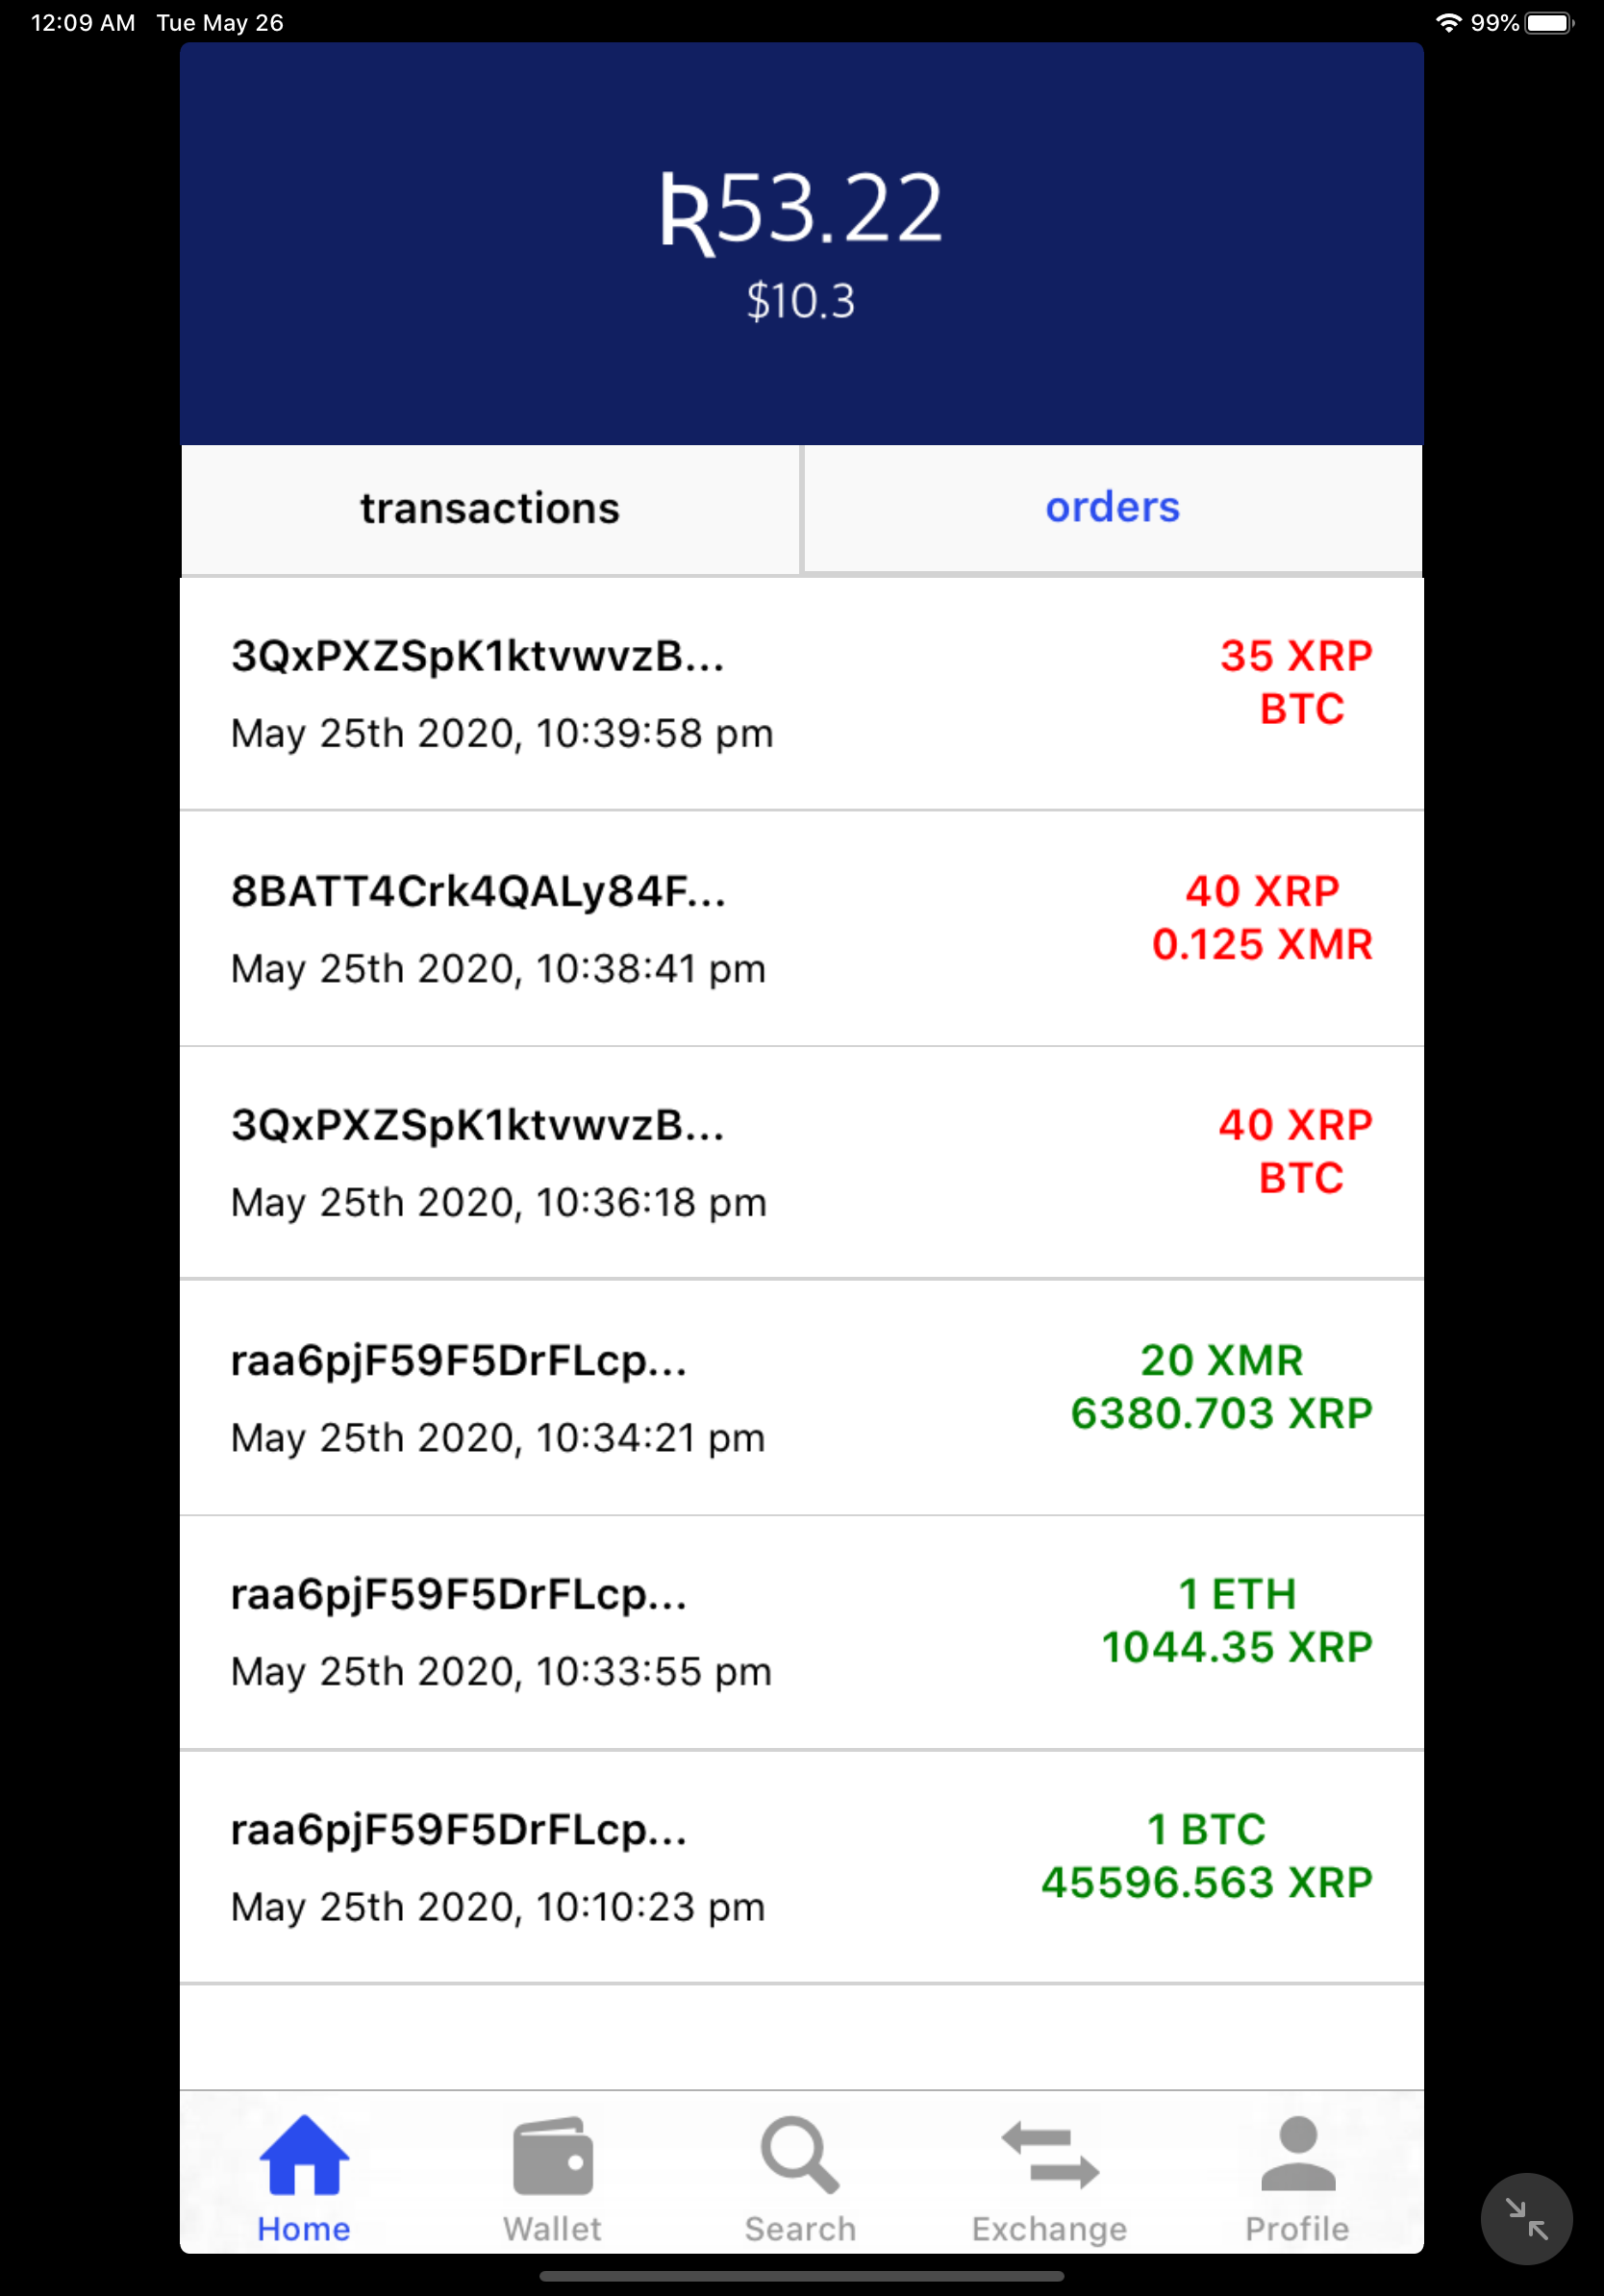 12:09 AM Tue May 26 99%
Ʀ53.22
$10.3
transactions orders
3QxPXZSpK1ktvwvzB... 35 XRP
BTC
May 25th 2020, 10:39:58 pm
8BATT4Crk4QALy84F... 40 XRP
0.125 XMR
May 25th 2020, 10:38:41 pm
3QxPXZSpK1ktvwvzB... 40 XRP
BTC
May 25th 2020, 10:36:18 pm
raa6pjF59F5DrFLcp... 20 XMR
6380.703 XRP
May 25th 2020, 10:34:21 pm
raa6pjF59F5DrFLcp... 1 ETH
1044.35 XRP
May 25th 2020, 10:33:55 pm
raa6pjF59F5DrFLcp... 1 BTC
45596.563 XRP
May 25th 2020, 10:10:23 pm
Home Wallet Search Exchange Profile